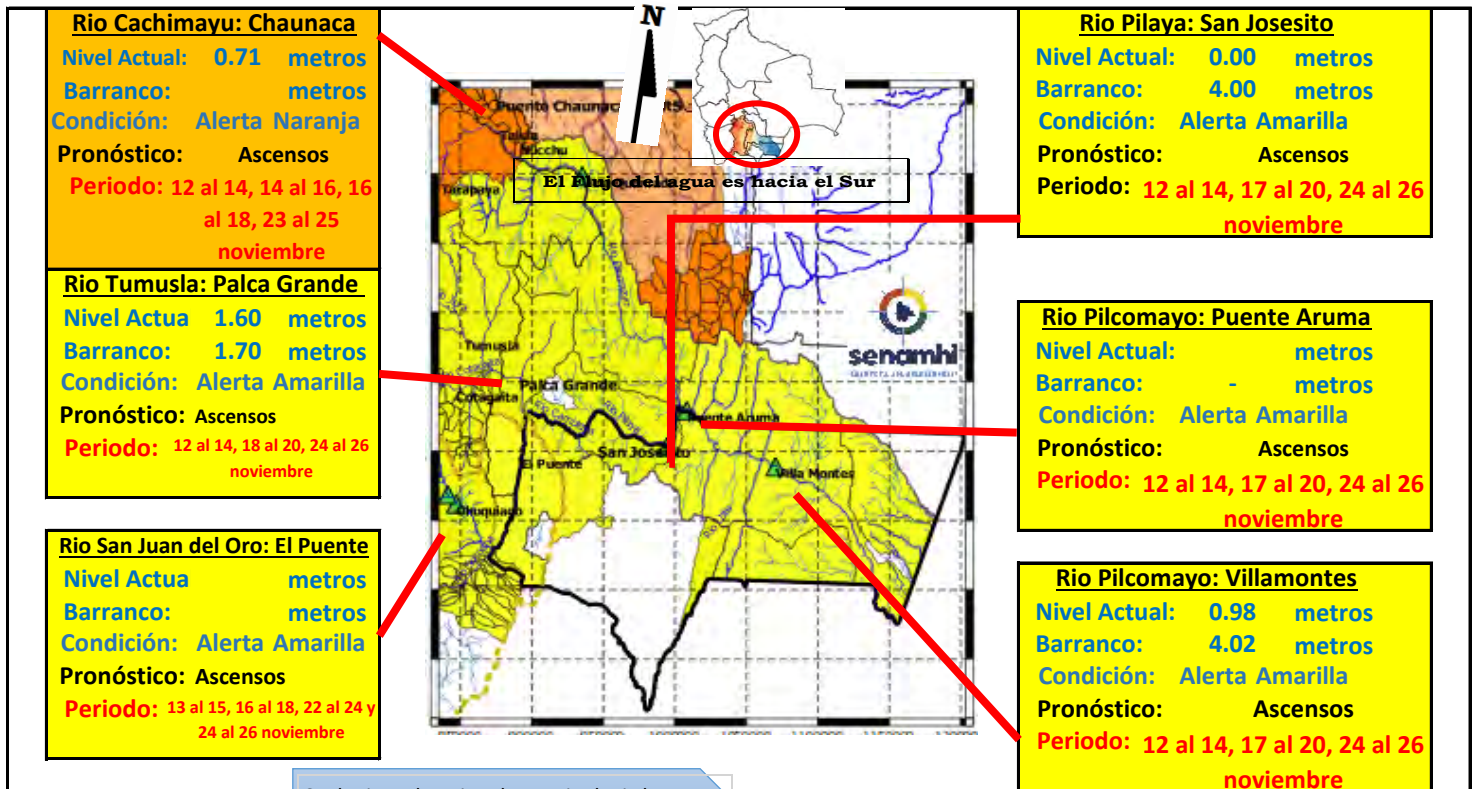 Rio Cachimayu: Chaunaca
Nivel Actual: 0.71 metros
Barranco: metros
Condición: Alerta Naranja
Pronóstico: Ascensos
Periodo: 12 al 14, 14 al 16, 16
al 18, 23 al 25
noviembre
Rio Tumusla: Palca Grande
Nivel Actua 1.60 metros
Barranco: 1.70 metros
Condición: Alerta Amarilla
Pronóstico: Ascensos
Periodo: 12 al 14, 18 al 20, 24 al 26
noviembre
Rio San Juan del Oro: El Puente
Nivel Actua metros
Barranco: metros
Condición: Alerta Amarilla
Pronóstico: Ascensos
Periodo: 13 al 15, 16 al 18, 22 al 24 y
24 al 26 noviembre
N
Puente Chaunaca
El Flujo del agua es hacia el Sur
Tarapaya
senamhi
Tumusla
Palca Grande
Cotagaita
Puente Aruma
San Josesito
El Puente
Villa Montes
Chuquiago
Rio Pilaya: San Josesito
Nivel Actual: 0.00 metros
Barranco: 4.00 metros
Condición: Alerta Amarilla
Pronóstico: Ascensos
Periodo: 12 al 14, 17 al 20, 24 al 26
noviembre
Rio Pilcomayo: Puente Aruma
Nivel Actual: metros
Barranco: - metros
Condición: Alerta Amarilla
Pronóstico: Ascensos
Periodo: 12 al 14, 17 al 20, 24 al 26
noviembre
Rio Pilcomayo: Villamontes
Nivel Actual: 0.98 metros
Barranco: 4.02 metros
Condición: Alerta Amarilla
Pronóstico: Ascensos
Periodo: 12 al 14, 17 al 20, 24 al 26
noviembre